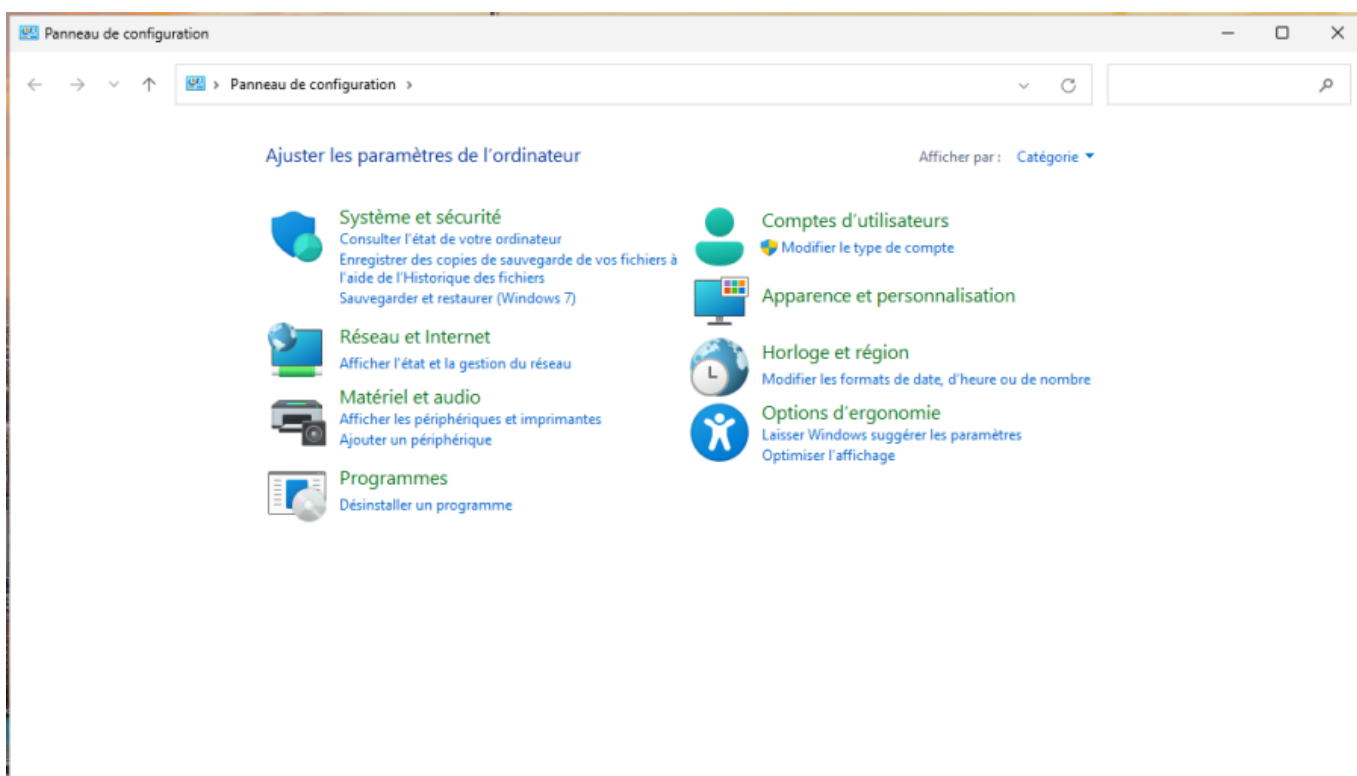 Panneau de configuration
Panneau de configuration
Ajuster les paramètres de l'ordinateur
Afficher par : Catégorie
Système et sécurité
Consulter l'état de votre ordinateur
Enregistrer des copies de sauvegarde de vos fichiers à
l'aide de l'Historique des fichiers
Sauvegarder et restaurer (Windows 7)
Réseau et Internet
Afficher l'état et la gestion du réseau
Matériel et audio
Afficher les périphériques et imprimantes
Ajouter un périphérique
Programmes
Désinstaller un programme
Comptes d'utilisateurs
Modifier le type de compte
Apparence et personnalisation
Horloge et région
Modifier les formats de date, d'heure ou de nombre
Options d'ergonomie
Laisser Windows suggérer les paramètres
Optimiser l'affichage